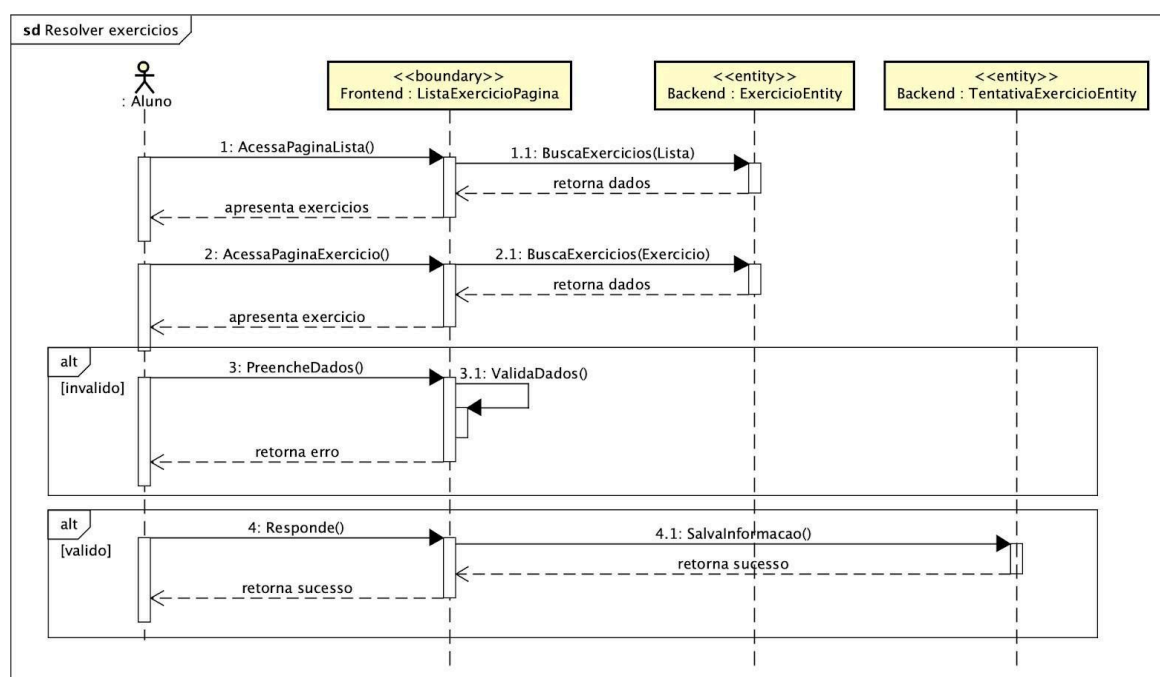 sd Resolver exercicios
: Aluno
<<boundary>>
Frontend : ListaExercicioPagina
<<entity>>
Backend : ExercicioEntity
<<entity>>
Backend : TentativaExercicioEntity
1: AcessaPaginaLista()
1.1: BuscaExercicios(Lista)
retorna dados
apresenta exercicios
2: AcessaPaginaExercicio()
2.1: BuscaExercicios(Exercicio)
retorna dados
apresenta exercicio
alt
[invalido]
3: PreencheDados()
3.1: ValidaDados()
retorna erro
alt
[valido]
4: Responde()
4.1: SalvaInformacao()
retorna sucesso
retorna sucesso